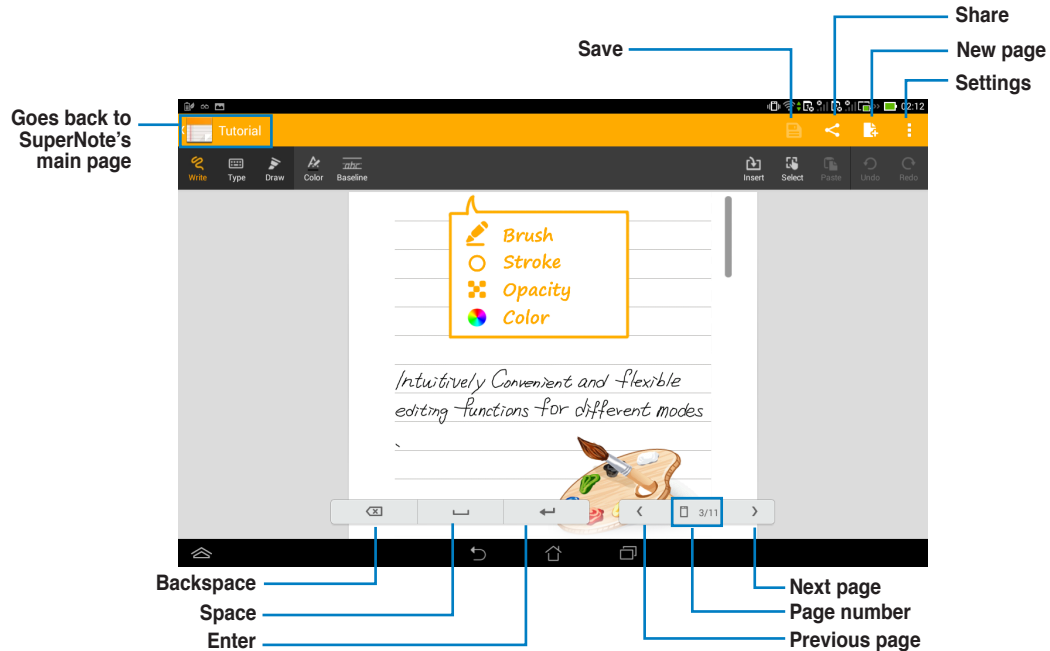 Share
Save
New page
Settings
Goes back to
SuperNote's
main page
02:12
Tutorial
Write
Type
Draw
Color
abc
Baseline
Insert
Select
Paste
Undo
Redo
Brush
Stroke
Opacity
Color
Intuitively Convenient and flexible
editing functions for different modes
3/11
Backspace
Space
Enter
Next page
Page number
Previous page